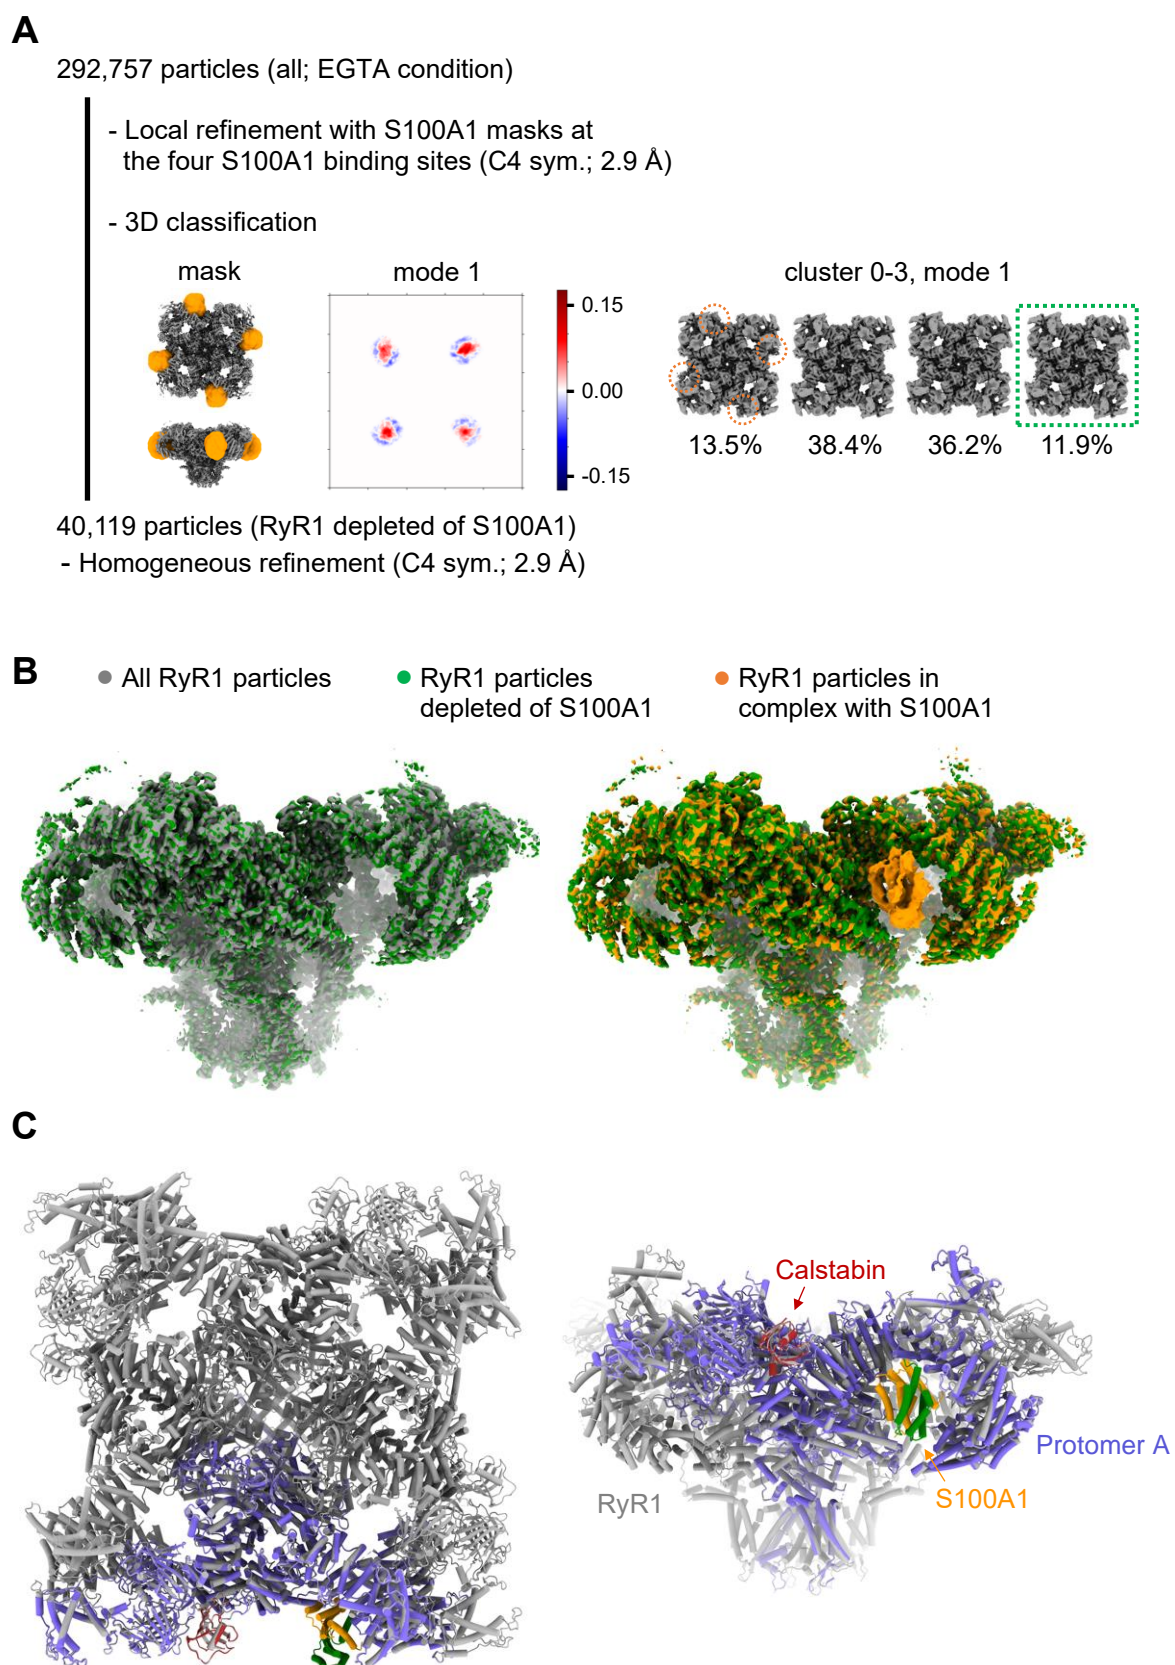 A
292,757 particles (all; EGTA condition)
- Local refinement with S100A1 masks at
the four S100A1 binding sites (C4 sym.; 2.9 Å)
- 3D classification
mask
mode 1
cluster 0-3, mode 1
0.15
0.00
-0.15
13.5%
38.4%
36.2%
11.9%
40,119 particles (RyR1 depleted of S100A1)
- Homogeneous refinement (C4 sym.; 2.9 Å)
B
All RyR1 particles
RyR1 particles
depleted of S100A1
RyR1 particles in
complex with S100A1
C
Calstabin
Protomer A
RyR1
S100A1